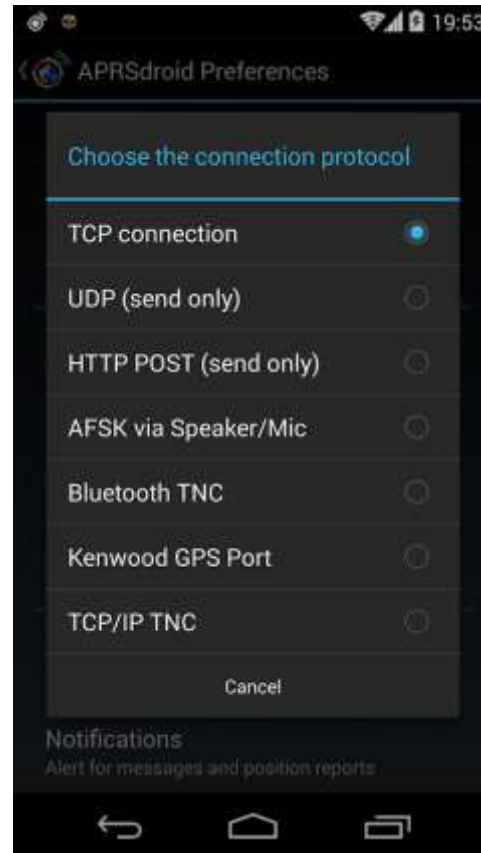 19:53
APRSdroid Preferences
Choose the connection protocol
TCP connection
UDP (send only)
HTTP POST (send only)
AFSK via Speaker/Mic
Bluetooth TNC
Kenwood GPS Port
TCP/IP TNC
Cancel
Notifications
Alert for messages and position reports